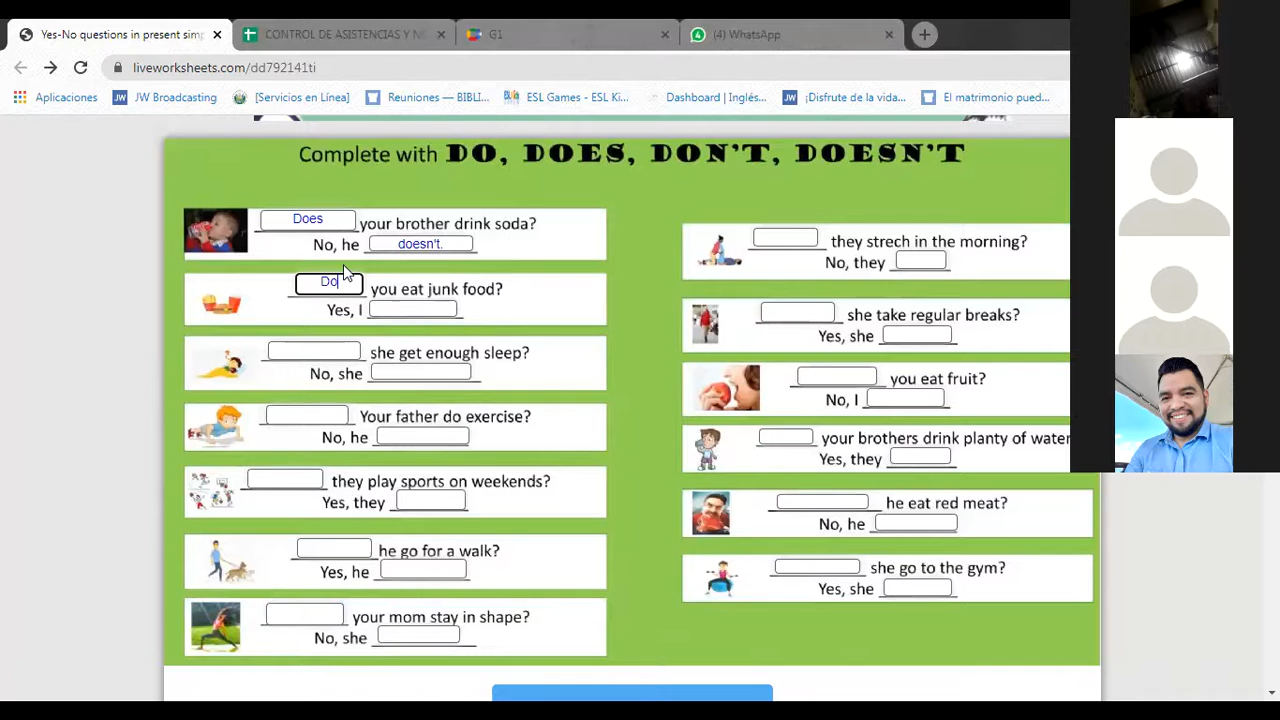 Yes-No questions in present simp
CONTROL DE ASISTENCIAS Y N
G1
(4) WhatsApp
liveworksheets.com/dd792141ti
Aplicaciones
JW Broadcasting
[Servicios en Línea]
Reuniones — BIBLI...
ESL Games - ESL Ki...
Dashboard | Inglés...
¡Disfrute de la vida...
El matrimonio pued...
Complete with DO, DOES, DON'T, DOESN'T
Does your brother drink soda?
No, he doesn't.
Do you eat junk food?
Yes, I
she get enough sleep?
No, she
Your father do exercise?
No, he
they play sports on weekends?
Yes, they
he go for a walk?
Yes, he
your mom stay in shape?
No, she
they strech in the morning?
No, they
she take regular breaks?
Yes, she
you eat fruit?
No, I
your brothers drink planty of water
Yes, they
he eat red meat?
No, he
she go to the gym?
Yes, she